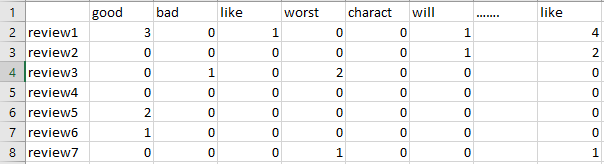 1 good bad like worst charact will ....... like
2 review1 3 0 1 0 0 1 4
3 review2 0 0 0 0 0 1 2
4 review3 0 1 0 2 0 0 0
5 review4 0 0 0 0 0 0 0
6 review5 2 0 0 0 0 0 0
7 review6 1 0 0 0 0 0 0
8 review7 0 0 0 1 0 0 1